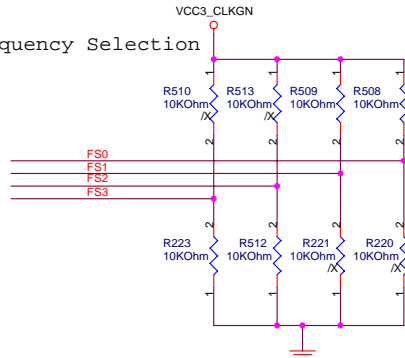 VCC3_CLKGN
quency Selection
1 1 1 1
R510 R513 R509 R508
10KOhm 10KOhm 10KOhm 10KOhm
/X /X
2 2 2 2
FS0
FS1
FS2
FS3
2 2 2 2
R223 R512 R221 R220
10KOhm 10KOhm 10KOhm 10KOhm
/X /X
1 1 1 1